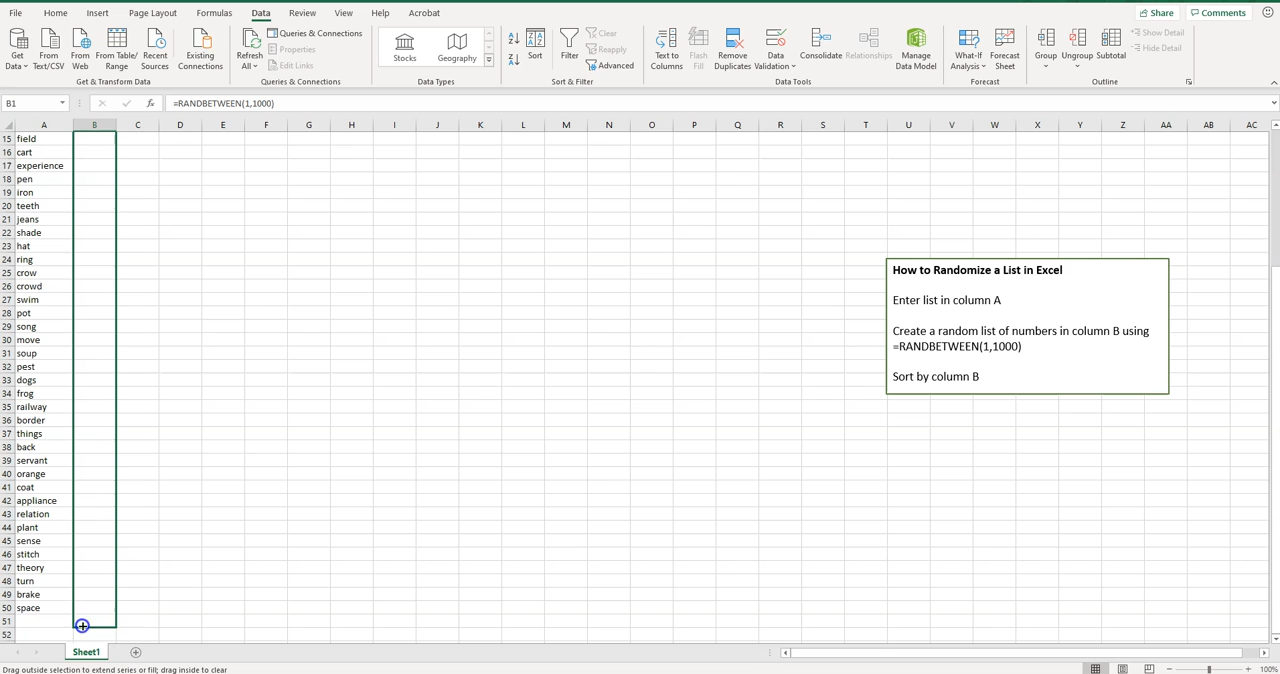 File Home Insert Page Layout Formulas Data Review View Help Acrobat Share Comments
Get Data
From Text/CSV
From Web
From Table/ Range
Recent Sources
Existing Connections
Get & Transform Data
Refresh All
Queries & Connections
Properties
Edit Links
Queries & Connections
Stocks
Geography
Data Types
Sort
Filter
Clear
Reapply
Advanced
Sort & Filter
Text to Columns
Flash Fill
Remove Duplicates
Data Validation
Consolidate
Relationships
Manage Data Model
Data Tools
What-If Analysis
Forecast Sheet
Forecast
Group
Ungroup
Subtotal
Show Detail
Hide Detail
Outline
B1 fx =RANDBETWEEN(1,1000)
A B C D E F G H I J K L M N O P Q R S T U V W X Y Z AA AB AC
15 field
16 cart
17 experience
18 pen
19 iron
20 teeth
21 jeans
22 shade
23 hat
24 ring
25 crow
26 crowd
27 swim
28 pot
29 song
30 move
31 soup
32 pest
33 dogs
34 frog
35 railway
36 border
37 things
38 back
39 servant
40 orange
41 coat
42 appliance
43 relation
44 plant
45 sense
46 stitch
47 theory
48 turn
49 brake
50 space
51
52
How to Randomize a List in Excel
Enter list in column A
Create a random list of numbers in column B using
=RANDBETWEEN(1,1000)
Sort by column B
Sheet1
Drag outside selection to extend series or fill; drag inside to clear
100%